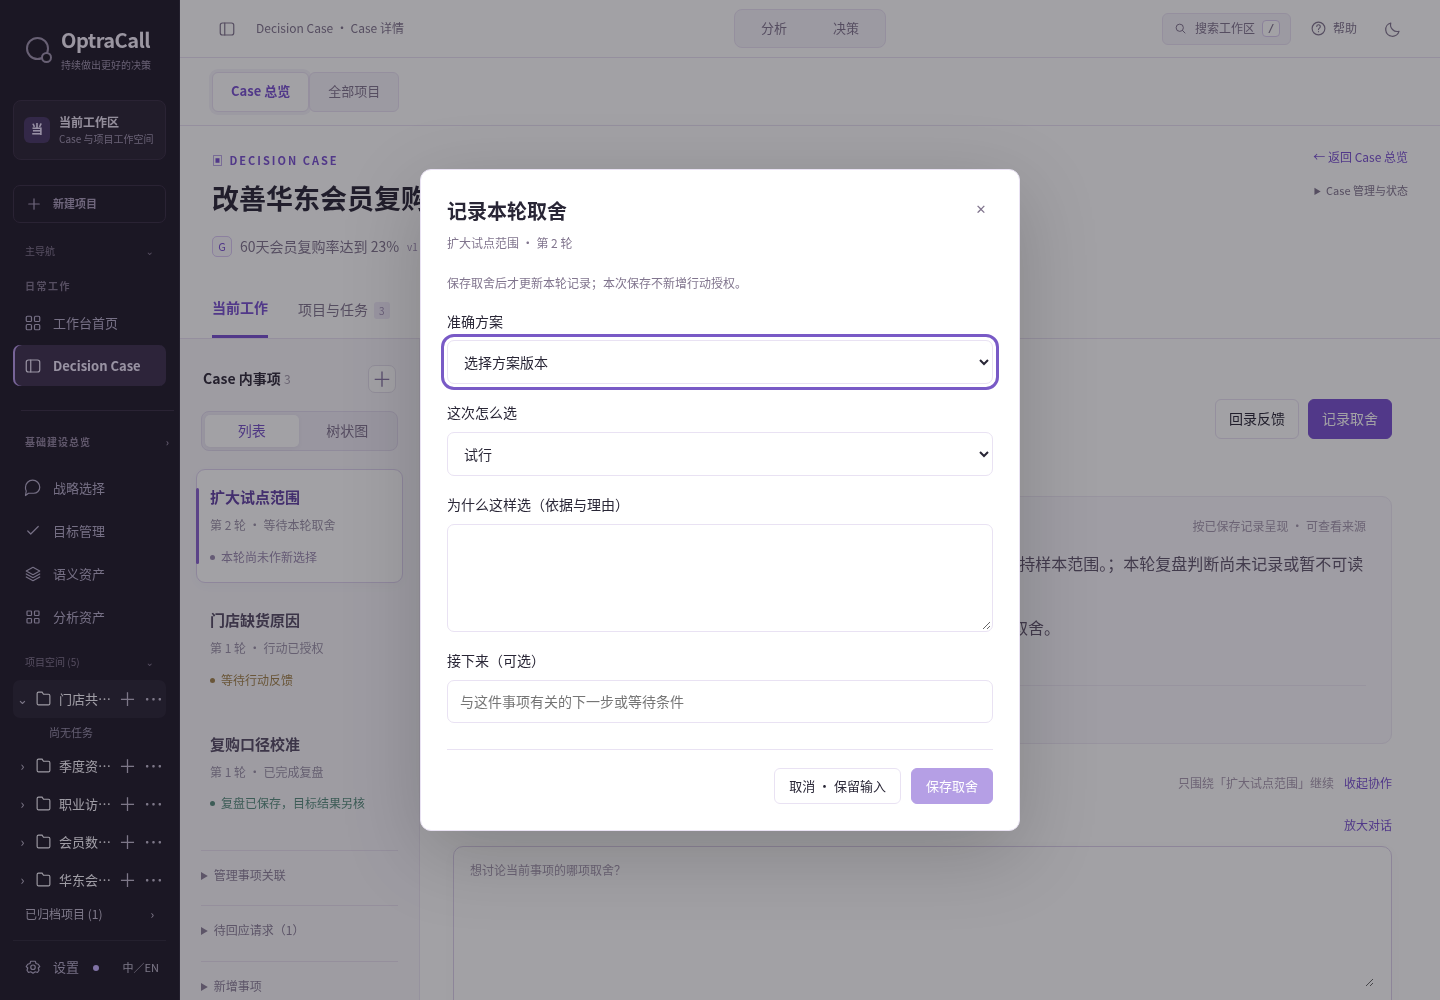 OptraCall
持续做出更好的决策
当 当前工作区
Case 与项目工作空间
新建项目
主导航
日常工作
工作台首页
Decision Case
基础建设总览
战略选择
目标管理
语义资产
分析资产
项目空间 (5)
门店共…
尚无任务
季度资…
职业访…
会员数…
华东会…
已归档项目 (1)
设置
中／EN
Decision Case · Case 详情
分析 决策
搜索工作区 /
帮助
Case 总览 全部项目
DECISION CASE
改善华东会员复购
G 60天会员复购率达到 23% v1
← 返回 Case 总览
Case 管理与状态
当前工作 项目与任务 3
Case 内事项 3
列表 树状图
扩大试点范围
第 2 轮 · 等待本轮取舍
本轮尚未作新选择
门店缺货原因
第 1 轮 · 行动已授权
等待行动反馈
复购口径校准
第 1 轮 · 已完成复盘
复盘已保存，目标结果另核
管理事项关联
待回应请求（1）
新增事项
回录反馈 记录取舍
按已保存记录呈现 · 可查看来源
持样本范围。；本轮复盘判断尚未记录或暂不可读
取舍。
只围绕「扩大试点范围」继续 收起协作
放大对话
想讨论当前事项的哪项取舍？
记录本轮取舍
×
扩大试点范围 · 第 2 轮
保存取舍后才更新本轮记录；本次保存不新增行动授权。
准确方案
选择方案版本
这次怎么选
试行
为什么这样选（依据与理由）
接下来（可选）
与这件事项有关的下一步或等待条件
取消 · 保留输入 保存取舍